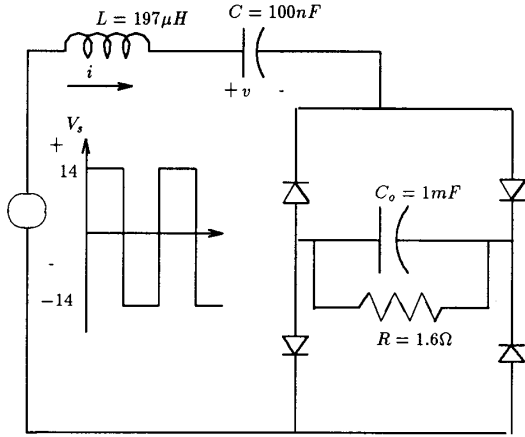 L = 197μH
C = 100nF
i
+ v -
V_s
+
14
C_o = 1mF
-
−14
R = 1.6Ω